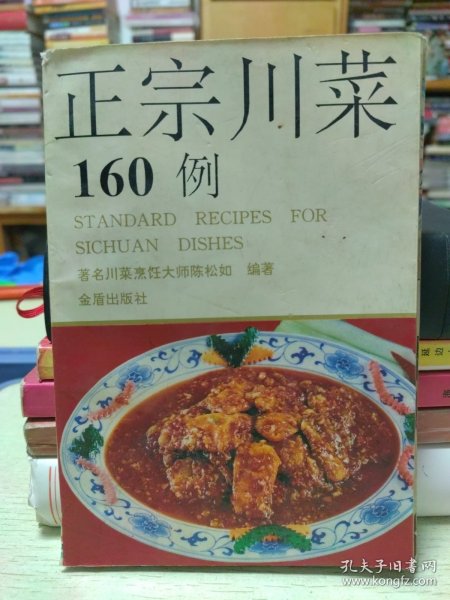 正宗川菜
160 例
STANDARD RECIPES FOR
SICHUAN DISHES
著名川菜烹饪大师陈松如 编著
金盾出版社
孔夫子旧书网
www.kongfz.com